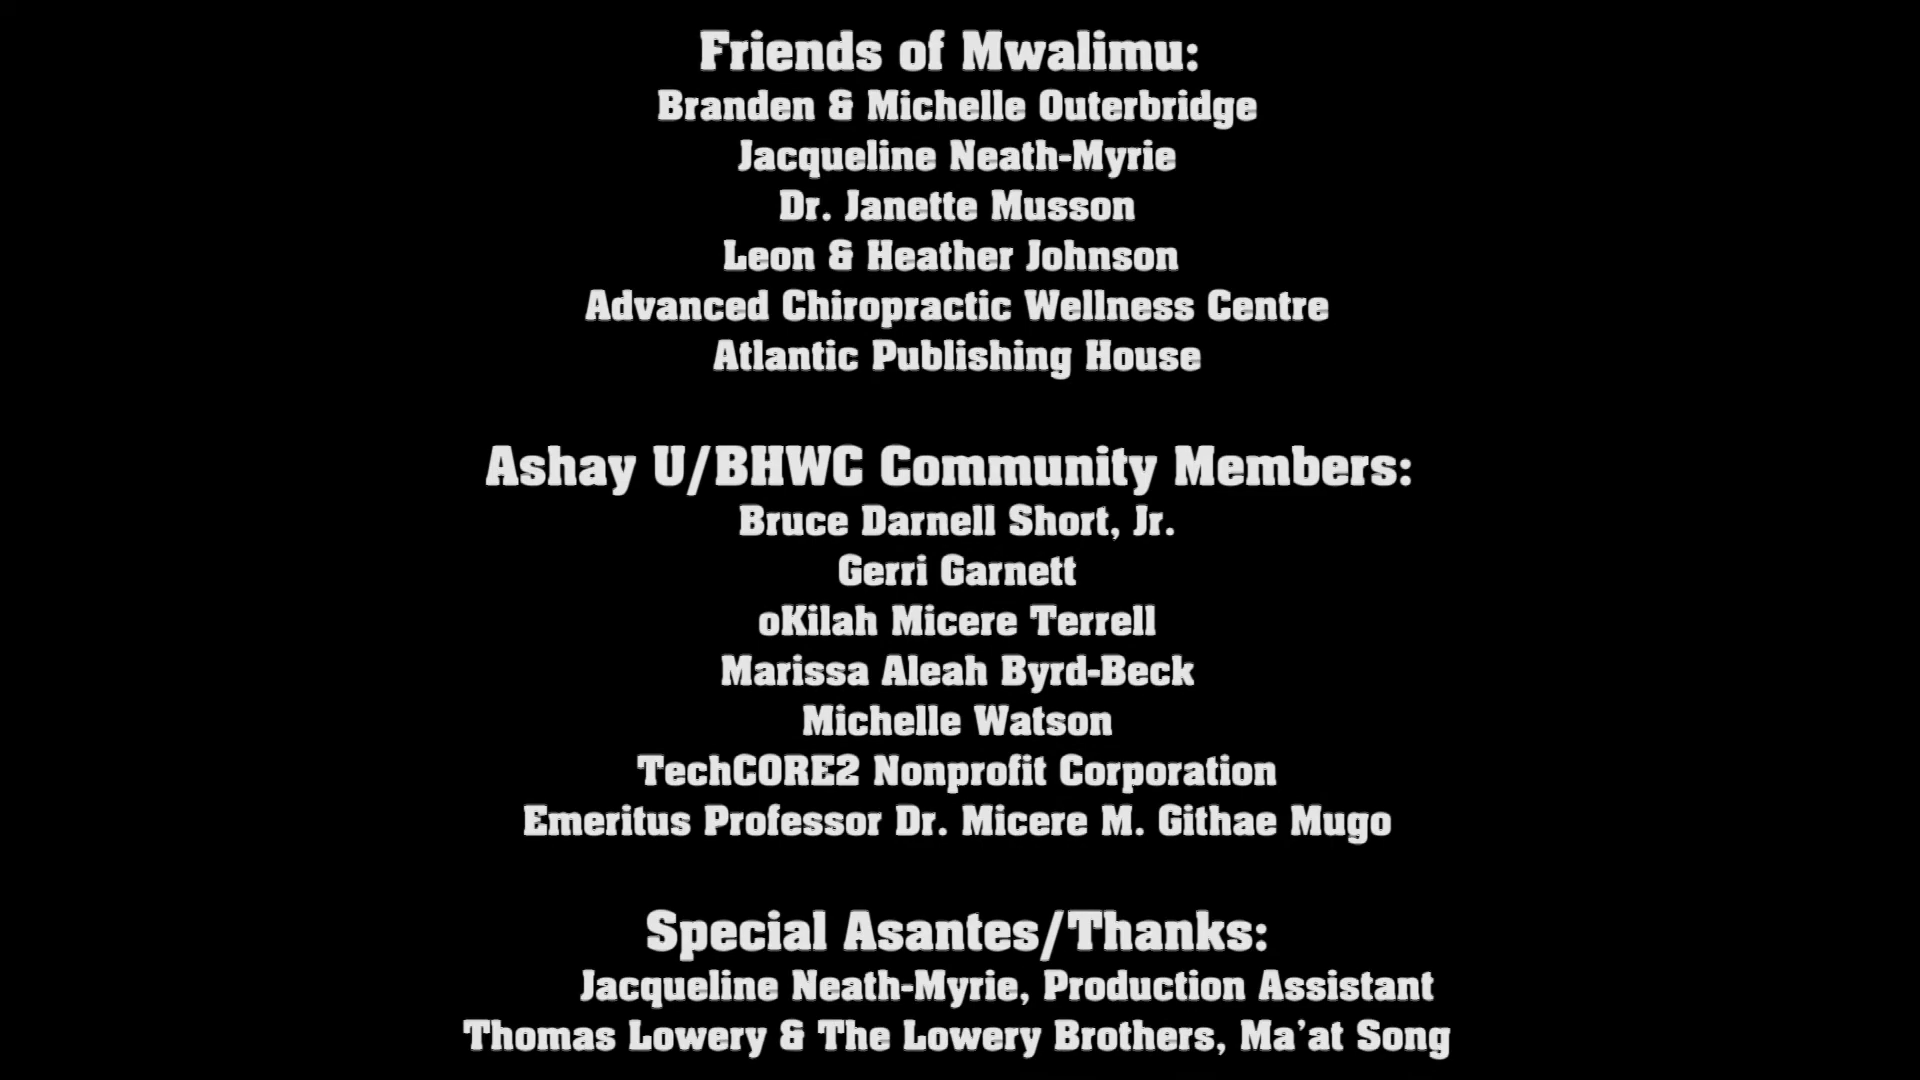 Friends of Mwalimu:
Branden & Michelle Outerbridge
Jacqueline Neath-Myrie
Dr. Janette Musson
Leon & Heather Johnson
Advanced Chiropractic Wellness Centre
Atlantic Publishing House
Ashay U/BHWC Community Members:
Bruce Darnell Short, Jr.
Gerri Garnett
oKilah Micere Terrell
Marissa Aleah Byrd-Beck
Michelle Watson
TechCORE2 Nonprofit Corporation
Emeritus Professor Dr. Micere M. Githae Mugo
Special Asantes/Thanks:
Jacqueline Neath-Myrie, Production Assistant
Thomas Lowery & The Lowery Brothers, Ma’at Song